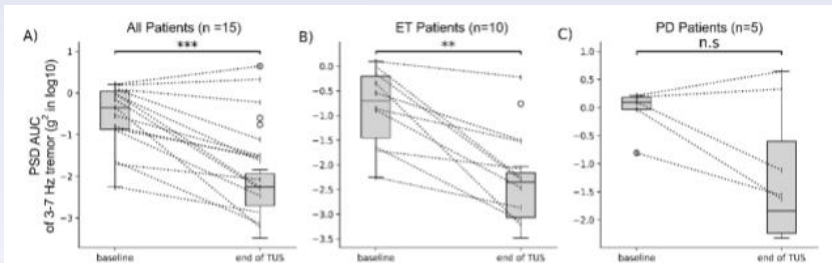 A) All Patients (n =15)
***
PSD AUC
of 3-7 Hz tremor (g² in log10)
1
0
−1
−2
−3
baseline end of TUS
B) ET Patients (n=10)
**
0.0
−0.5
−1.0
−1.5
−2.0
−2.5
−3.0
−3.5
baseline end of TUS
C) PD Patients (n=5)
n.s
1.0
0.5
0.0
−0.5
−1.0
−1.5
−2.0
baseline end of TUS